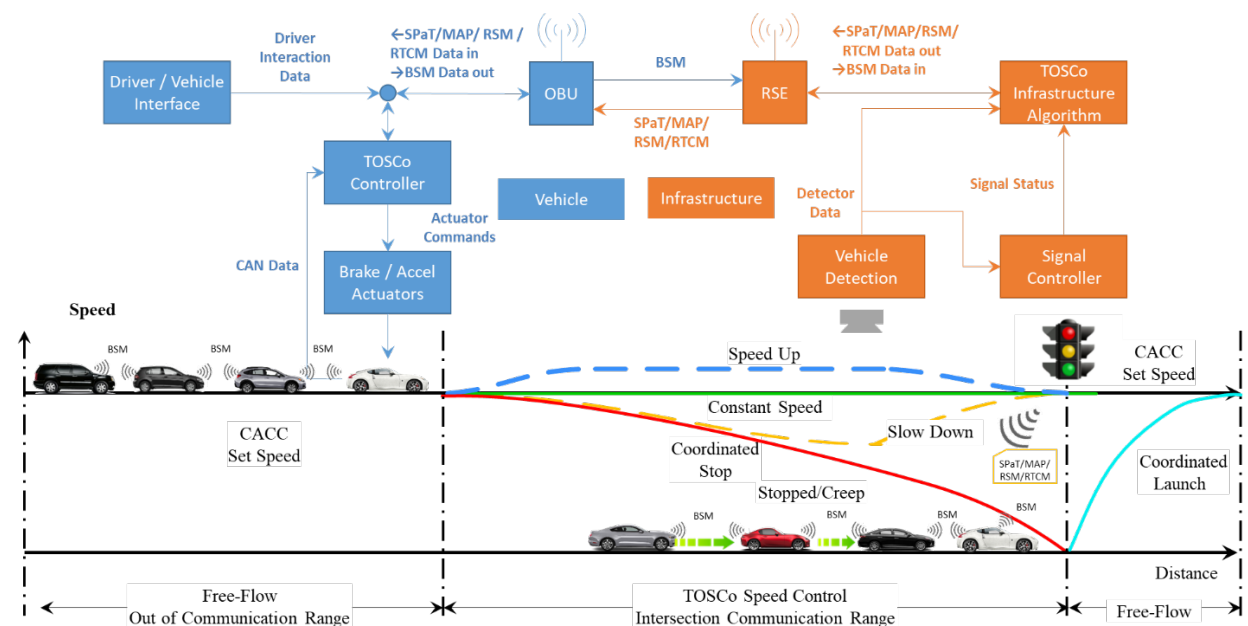 Driver
Interaction
Data
←SPaT/MAP/ RSM /
RTCM Data in
→BSM Data out
←SPaT/MAP/RSM/
RTCM Data out
→BSM Data in
Driver / Vehicle
Interface
OBU
BSM
RSE
TOSCo
Infrastructure
Algorithm
SPaT/MAP/
RSM/RTCM
TOSCo
Controller
Vehicle
Infrastructure
Detector
Data
Signal Status
Actuator
Commands
CAN Data
Brake / Accel
Actuators
Vehicle
Detection
Signal
Controller
Speed
BSM
BSM
BSM
Speed Up
CACC
Set Speed
Constant Speed
CACC
Set Speed
Slow Down
Coordinated
Stop
SPaT/MAP/
RSM/RTCM
Coordinated
Launch
Stopped/Creep
BSM
BSM
BSM
BSM
Distance
Free-Flow
Out of Communication Range
TOSCo Speed Control
Intersection Communication Range
Free-Flow